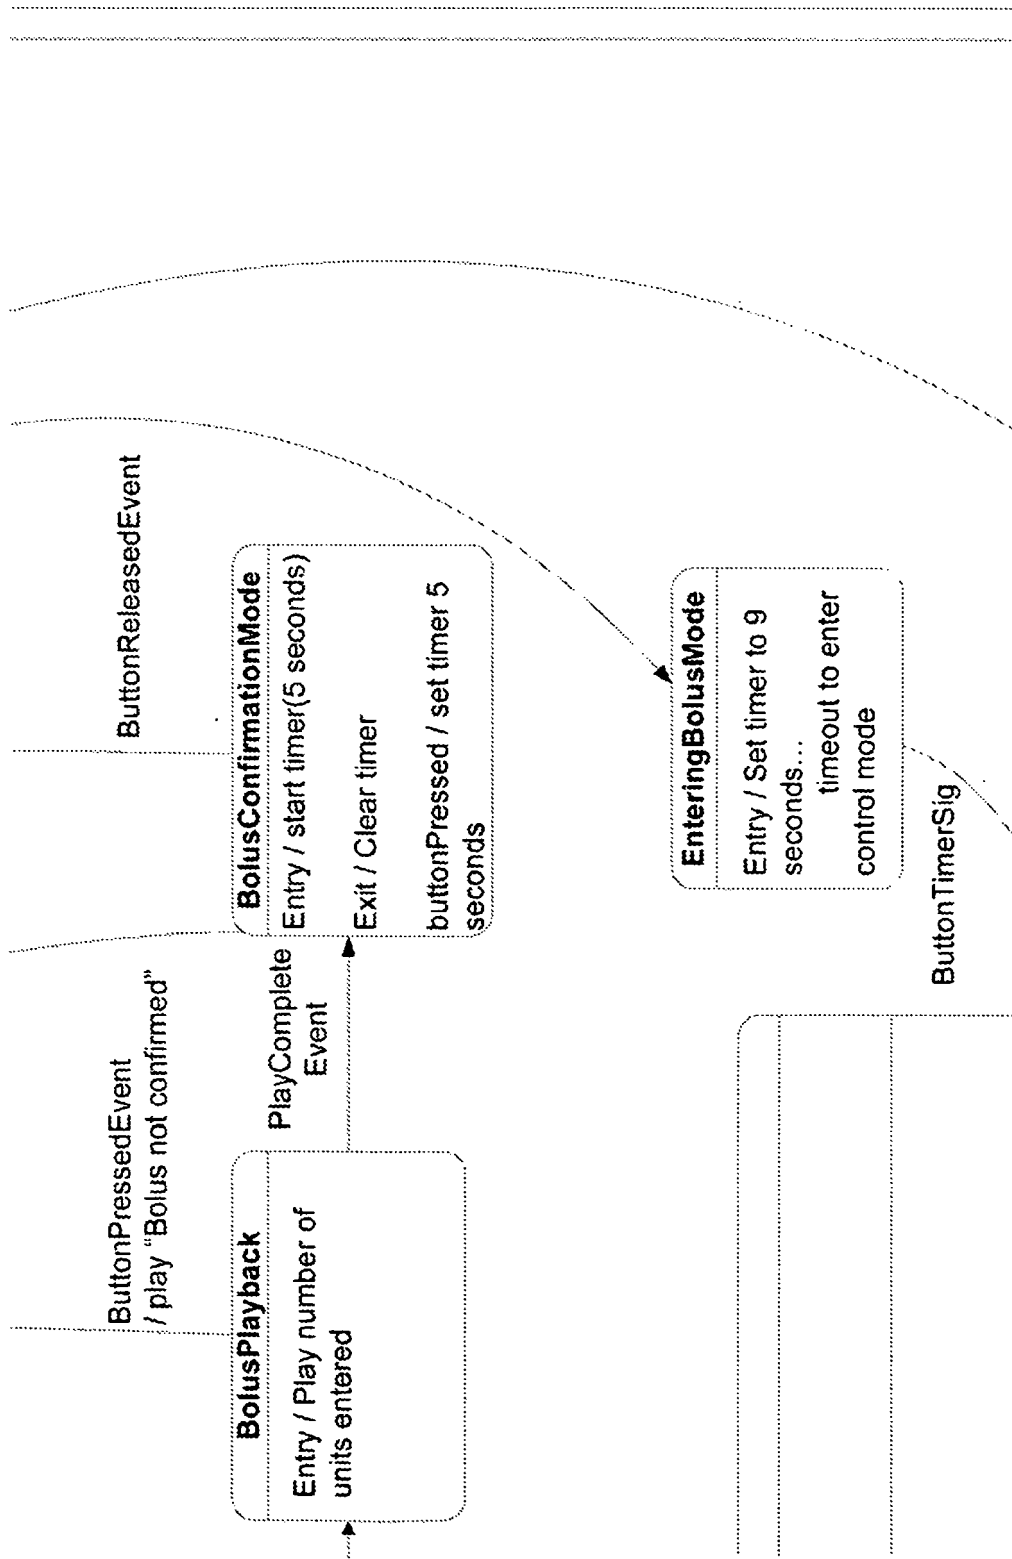 ButtonPressedEvent
/ play “Bolus not confirmed”
ButtonReleasedEvent
BolusPlayback
Entry / Play number of
units entered
PlayComplete
Event
BolusConfirmationMode
Entry / start timer(5 seconds)
Exit / Clear timer
buttonPressed / set timer 5
seconds
EnteringBolusMode
Entry / Set timer to 9
seconds...
timeout to enter
control mode
ButtonTimerSig